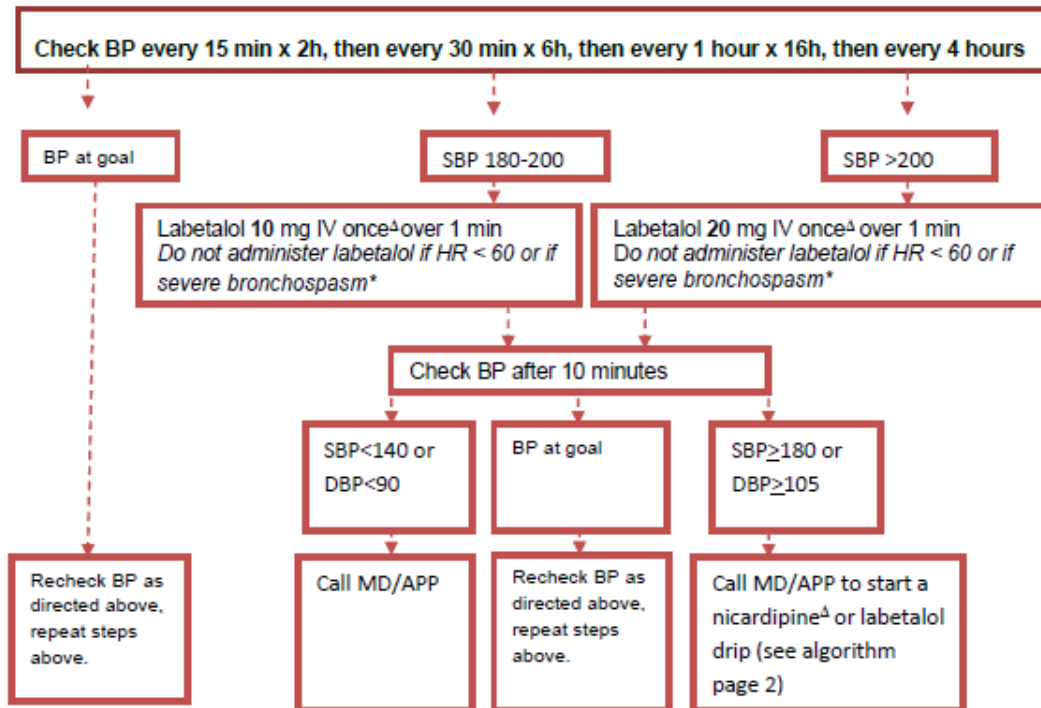 Check BP every 15 min x 2h, then every 30 min x 6h, then every 1 hour x 16h, then every 4 hours
BP at goal
SBP 180-200
SBP >200
Labetalol 10 mg IV onceᐃ over 1 min
Do not administer labetalol if HR < 60 or if
severe bronchospasm*
Labetalol 20 mg IV onceᐃ over 1 min
Do not administer labetalol if HR < 60 or if
severe bronchospasm*
Check BP after 10 minutes
SBP<140 or
DBP<90
BP at goal
SBP≥180 or
DBP≥105
Recheck BP as
directed above,
repeat steps
above.
Call MD/APP
Recheck BP as
directed above,
repeat steps
above.
Call MD/APP to start a
nicardipineᐃ or labetalol
drip (see algorithm
page 2)